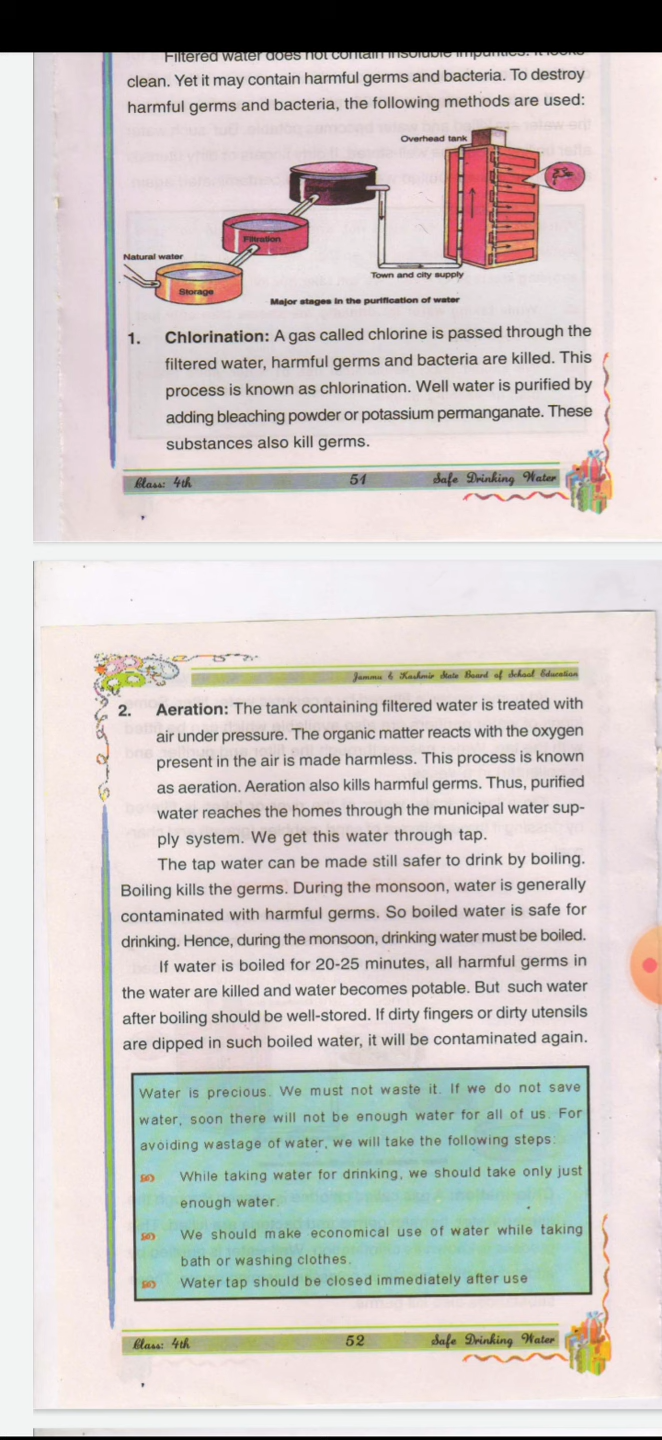 Filtered water does not contain insoluble impurities. It looks
clean. Yet it may contain harmful germs and bacteria. To destroy
harmful germs and bacteria, the following methods are used:
Overhead tank
Filtration
Natural water
Storage
Town and city supply
Major stages in the purification of water
1. Chlorination: A gas called chlorine is passed through the
filtered water, harmful germs and bacteria are killed. This
process is known as chlorination. Well water is purified by
adding bleaching powder or potassium permanganate. These
substances also kill germs.
Class: 4th 51 Safe Drinking Water
Jammu & Kashmir State Board of School Education
2. Aeration: The tank containing filtered water is treated with
air under pressure. The organic matter reacts with the oxygen
present in the air is made harmless. This process is known
as aeration. Aeration also kills harmful germs. Thus, purified
water reaches the homes through the municipal water sup-
ply system. We get this water through tap.
The tap water can be made still safer to drink by boiling.
Boiling kills the germs. During the monsoon, water is generally
contaminated with harmful germs. So boiled water is safe for
drinking. Hence, during the monsoon, drinking water must be boiled.
If water is boiled for 20-25 minutes, all harmful germs in
the water are killed and water becomes potable. But such water
after boiling should be well-stored. If dirty fingers or dirty utensils
are dipped in such boiled water, it will be contaminated again.
Water is precious. We must not waste it. If we do not save
water, soon there will not be enough water for all of us. For
avoiding wastage of water, we will take the following steps:
While taking water for drinking, we should take only just
enough water.
We should make economical use of water while taking
bath or washing clothes.
Water tap should be closed immediately after use
Class: 4th 52 Safe Drinking Water